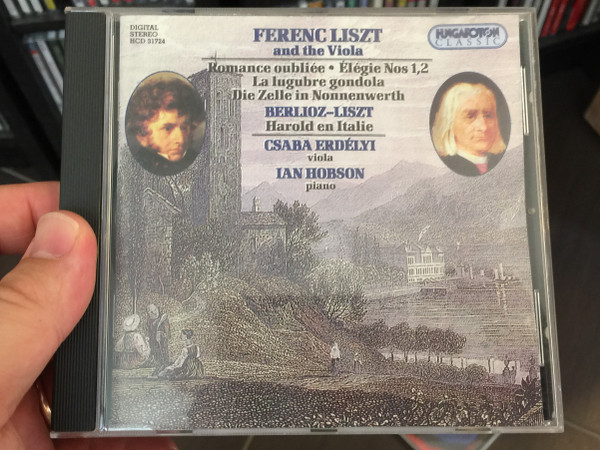 DIGITAL
STEREO
HCD 31724
FERENC LISZT
and the Viola
HUNGAROTON
CLASSIC
Romance oubliée • Élégie Nos 1,2
La lugubre gondola
Die Zelle in Nonnenwerth
BERLIOZ–LISZT
Harold en Italie
CSABA ERDÉLYI
viola
IAN HOBSON
piano